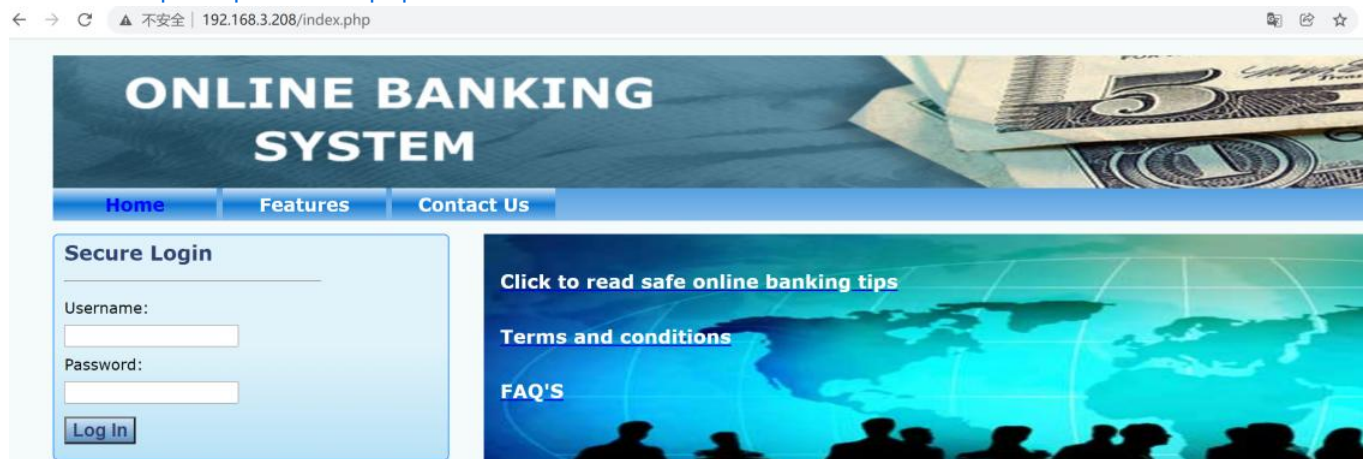 不安全 | 192.168.3.208/index.php
ONLINE BANKING
SYSTEM
Home Features Contact Us
Secure Login
Username:
Password:
Log In
Click to read safe online banking tips
Terms and conditions
FAQ'S